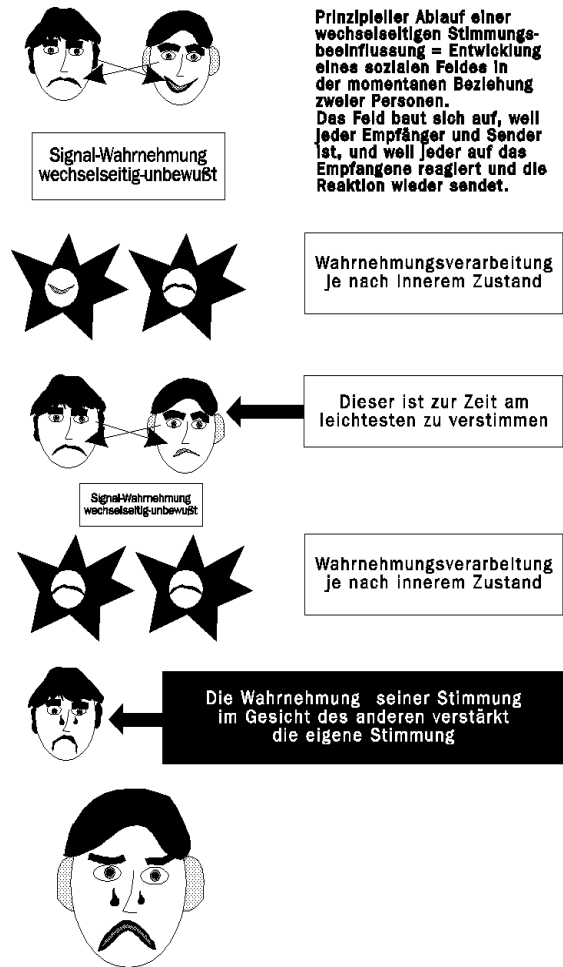 Prinzipieller Ablauf einer
wechselseitigen Stimmungs-
beeinflussung = Entwicklung
eines sozialen Feldes in
der momentanen Beziehung
zweier Personen.
Das Feld baut sich auf, weil
jeder Empfänger und Sender
ist, und weil jeder auf das
Empfangene reagiert und die
Reaktion wieder sendet.
Signal-Wahrnehmung
wechselseitig-unbewußt
Wahrnehmungsverarbeitung
je nach innerem Zustand
Dieser ist zur Zeit am
leichtesten zu verstimmen
Signal-Wahrnehmung
wechselseitig-unbewußt
Wahrnehmungsverarbeitung
je nach innerem Zustand
Die Wahrnehmung seiner Stimmung
im Gesicht des anderen verstärkt
die eigene Stimmung